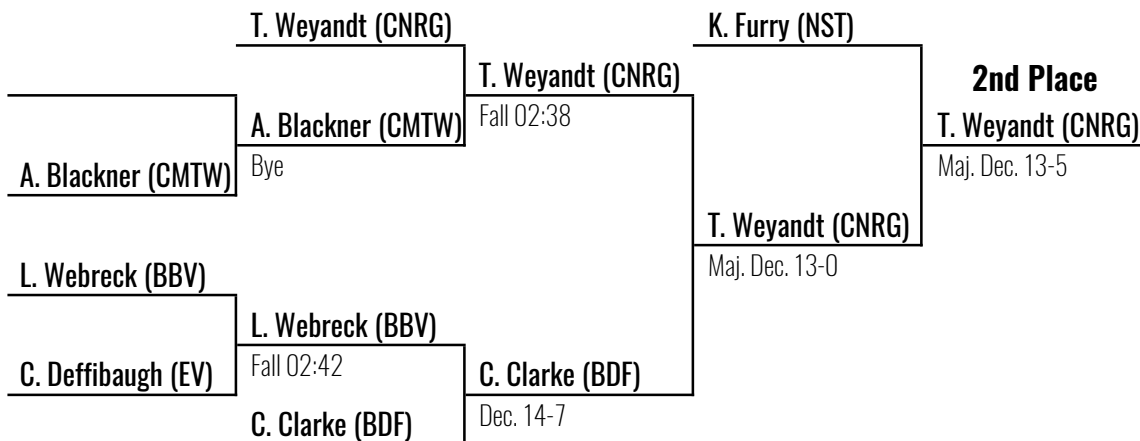 T. Weyandt (CNRG)
K. Furry (NST)
T. Weyandt (CNRG)
2nd Place
Fall 02:38
A. Blackner (CMTW)
T. Weyandt (CNRG)
Bye
Maj. Dec. 13-5
A. Blackner (CMTW)
T. Weyandt (CNRG)
Maj. Dec. 13-0
L. Webreck (BBV)
L. Webreck (BBV)
Fall 02:42
C. Deffibaugh (EV)
C. Clarke (BDF)
Dec. 14-7
C. Clarke (BDF)